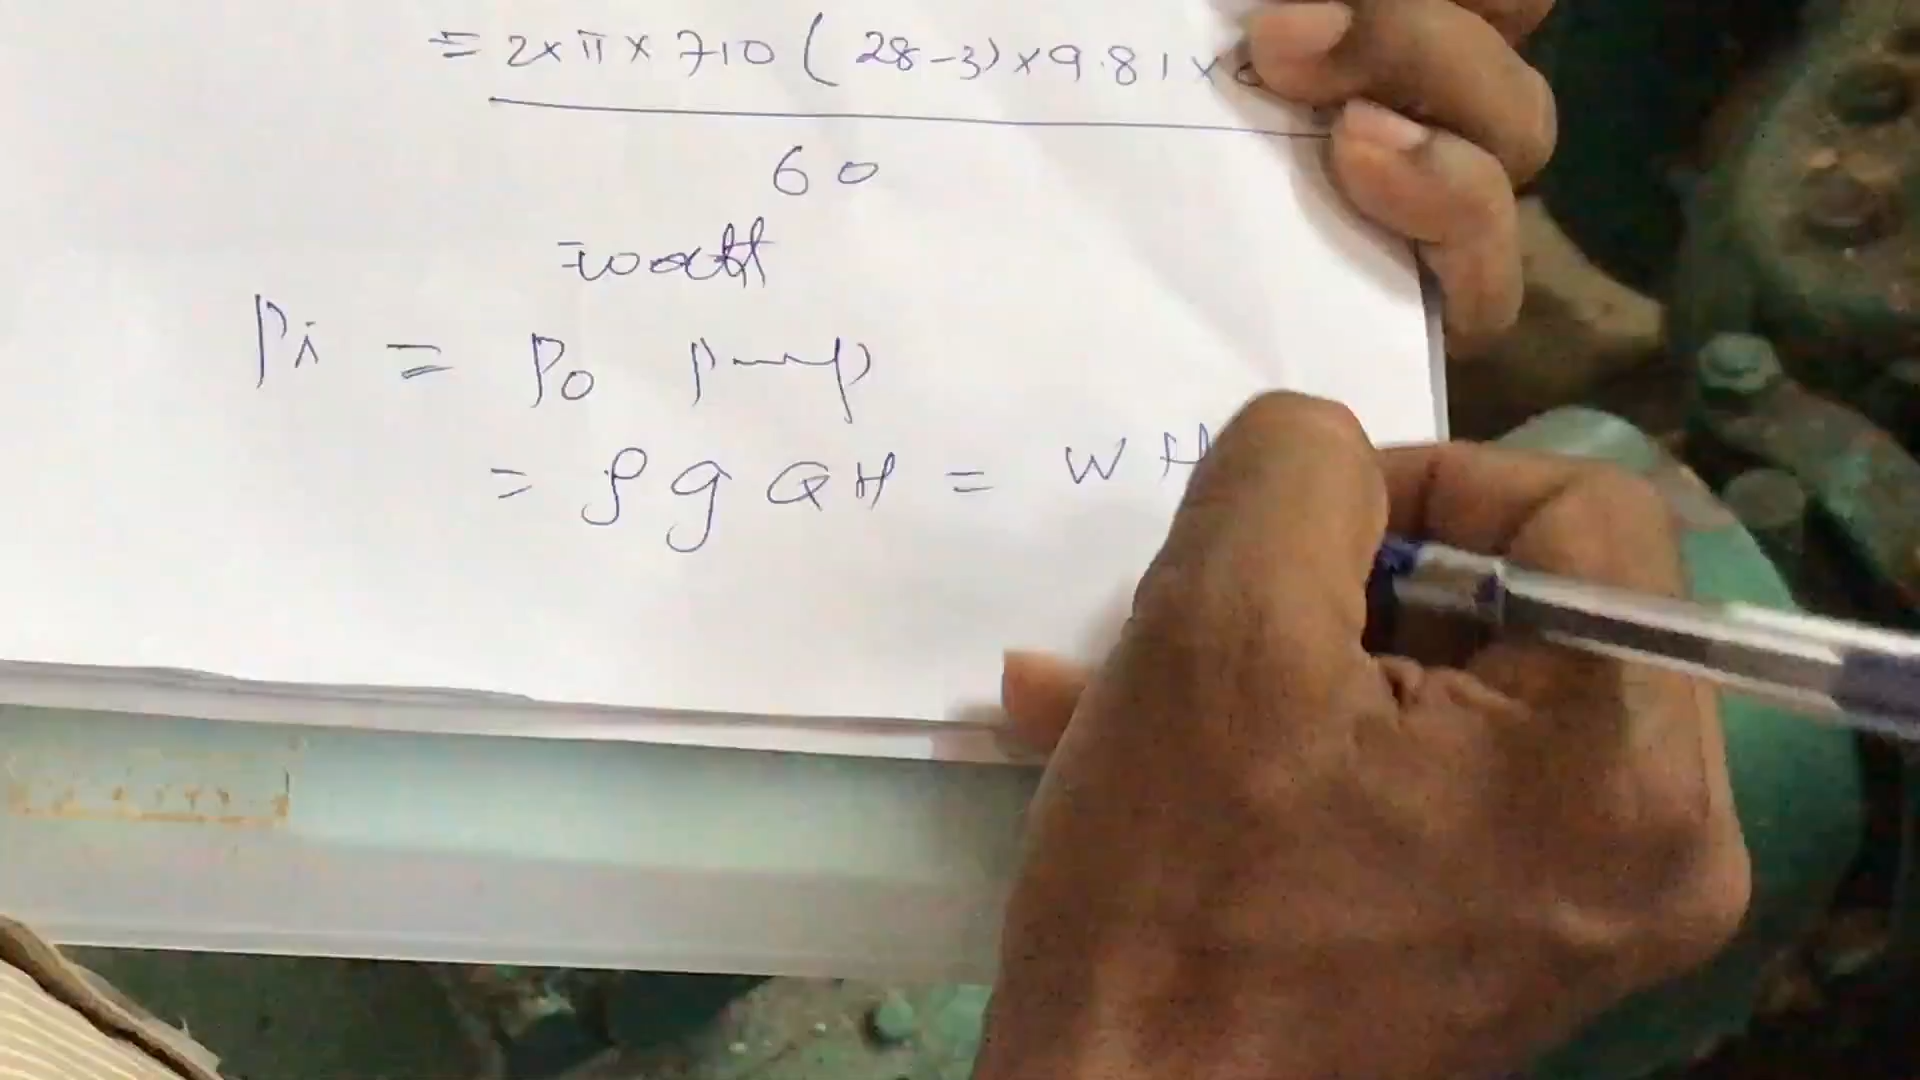 = 2×π×710 ( 28-3)×9.81×
60
=watt
Pi = Po pump
= ρ g Q H = W H